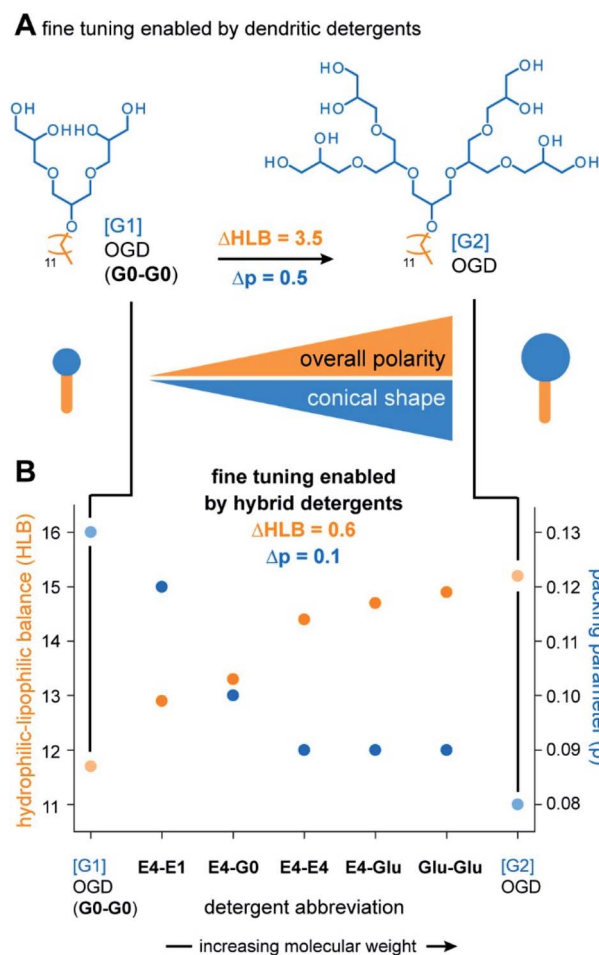 A fine tuning enabled by dendritic detergents
OH OH
OH OH
O O
O
11
[G1]
OGD
(G0-G0)
ΔHLB = 3.5
Δp = 0.5
HO OH
HO OH
OH O O OH
HO O O O O OH
O
11
[G2]
OGD
overall polarity
conical shape
B
fine tuning enabled
by hybrid detergents
ΔHLB = 0.6
Δp = 0.1
hydrophilic-lipophilic balance (HLB)
16
15
14
13
12
11
0.13
0.12
0.11
0.10
0.09
0.08
packing parameter (p)
[G1]
OGD
(G0-G0)
E4-E1
E4-G0
E4-E4
E4-Glu
Glu-Glu
[G2]
OGD
detergent abbreviation
increasing molecular weight